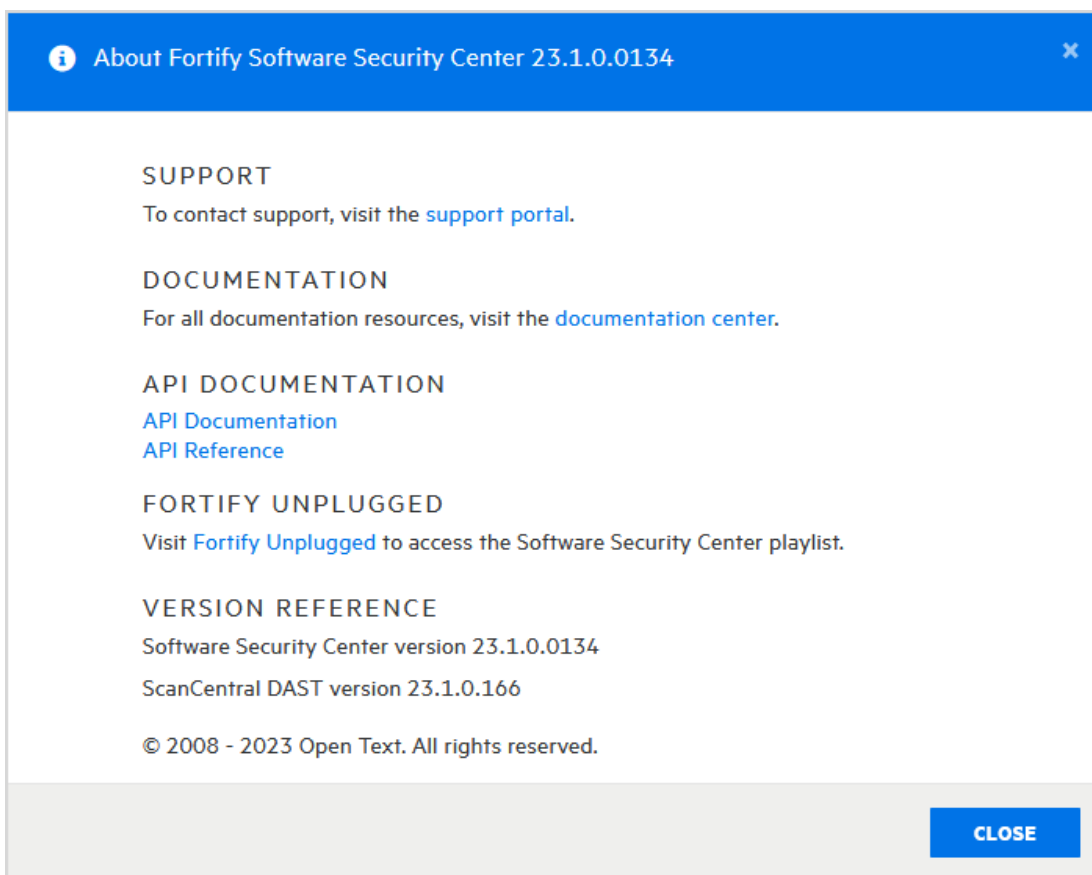 About Fortify Software Security Center 23.1.0.0134
SUPPORT
To contact support, visit the support portal.
DOCUMENTATION
For all documentation resources, visit the documentation center.
API DOCUMENTATION
API Documentation
API Reference
FORTIFY UNPLUGGED
Visit Fortify Unplugged to access the Software Security Center playlist.
VERSION REFERENCE
Software Security Center version 23.1.0.0134
ScanCentral DAST version 23.1.0.166
© 2008 - 2023 Open Text. All rights reserved.
CLOSE